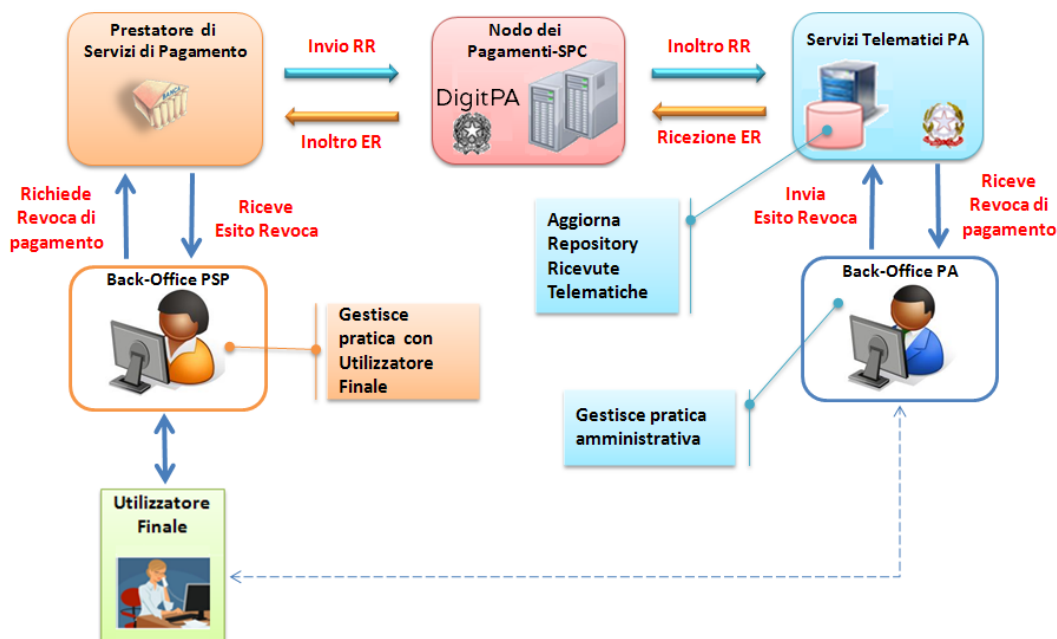 Prestatore di
Servizi di Pagamento
BANCA
Invio RR
Inoltro ER
Nodo dei
Pagamenti-SPC
DigitPA
Inoltro RR
Ricezione ER
Servizi Telematici PA
Richiede
Revoca di
pagamento
Riceve
Esito Revoca
Aggiorna
Repository
Ricevute
Telematiche
Invia
Esito Revoca
Riceve
Revoca di
pagamento
Back-Office PSP
Gestisce
pratica con
Utilizzatore
Finale
Back-Office PA
Gestisce pratica
amministrativa
Utilizzatore
Finale